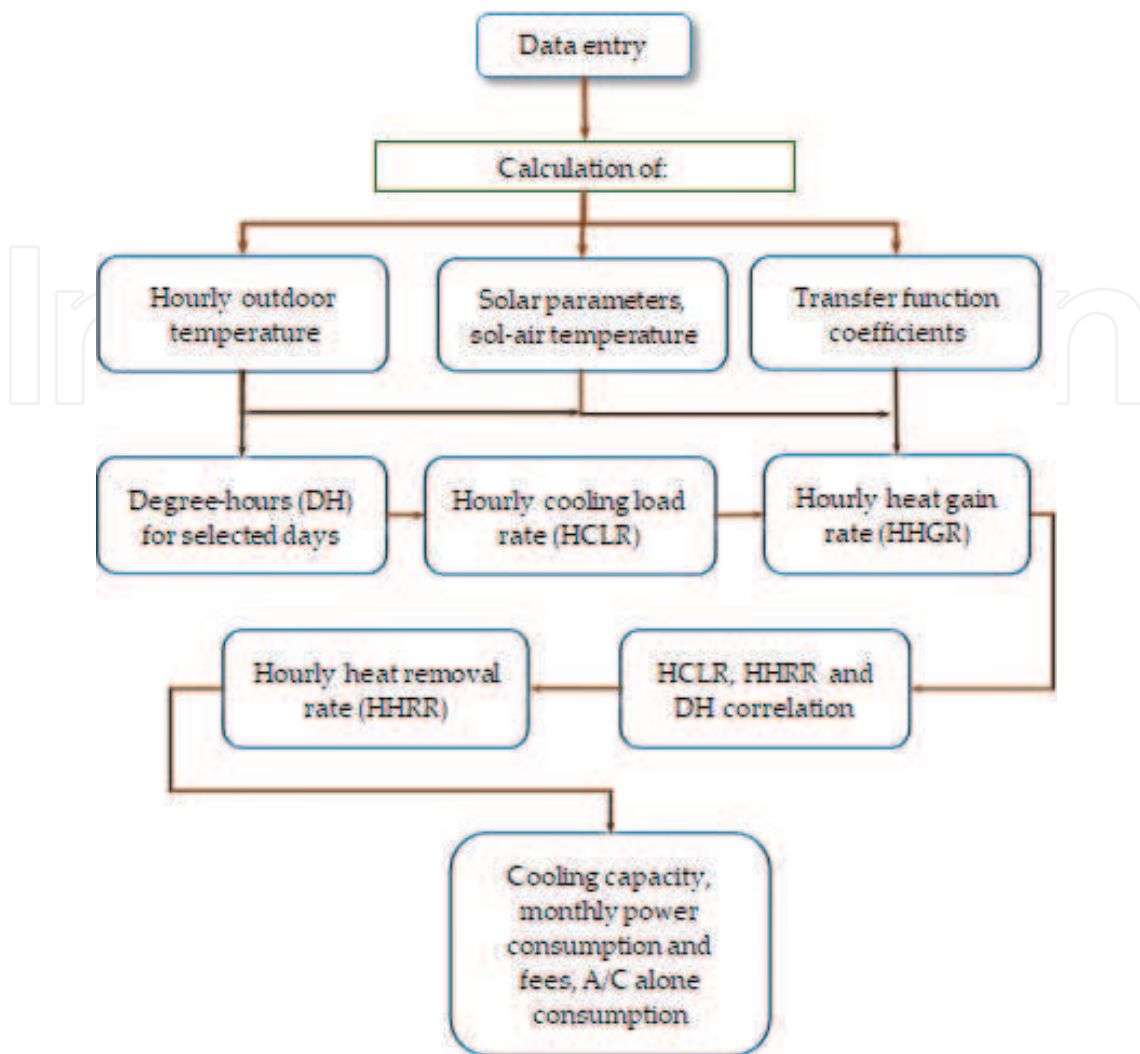 Data entry
Calculation of:
Hourly outdoor
temperature
Solar parameters,
sol-air temperature
Transfer function
coefficients
Degree-hours (DH)
for selected days
Hourly cooling load
rate (HCLR)
Hourly heat gain
rate (HHGR)
Hourly heat removal
rate (HHRR)
HCLR, HHRR and
DH correlation
Cooling capacity,
monthly power
consumption and
fees, A/C alone
consumption